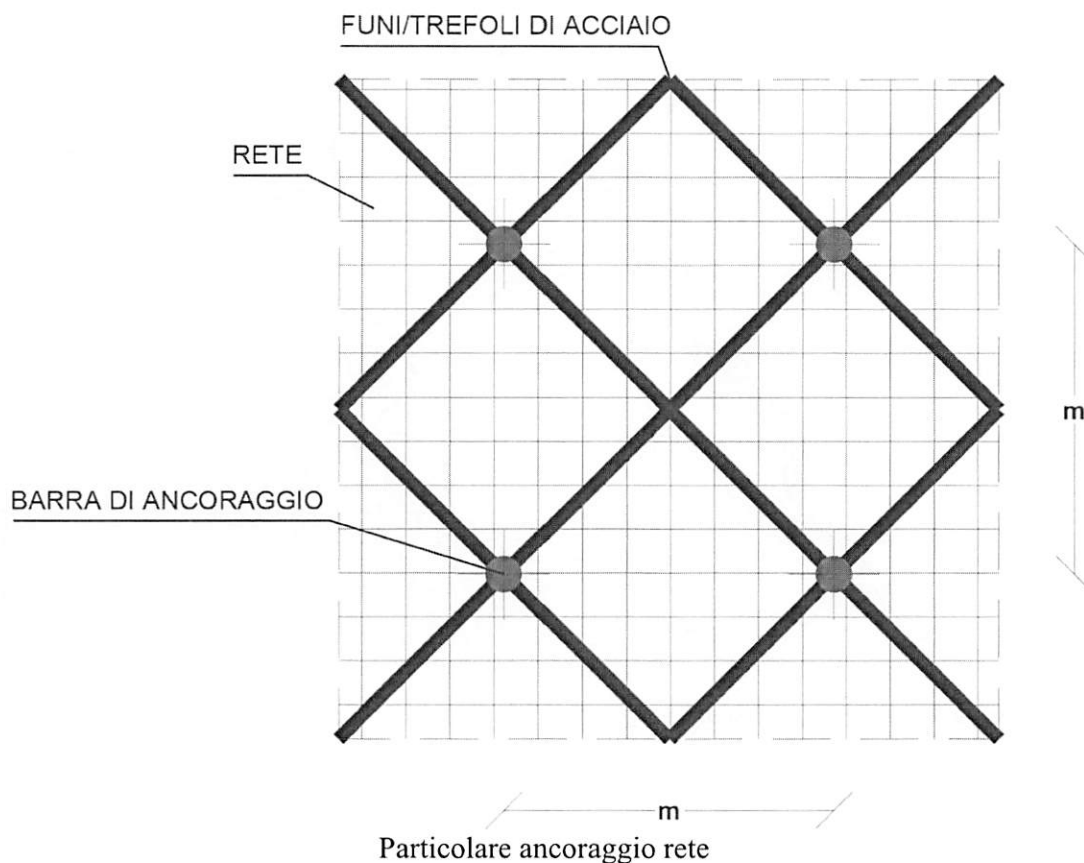 FUNI/TREFOLI DI ACCIAIO
RETE
m
BARRA DI ANCORAGGIO
m
Particolare ancoraggio rete